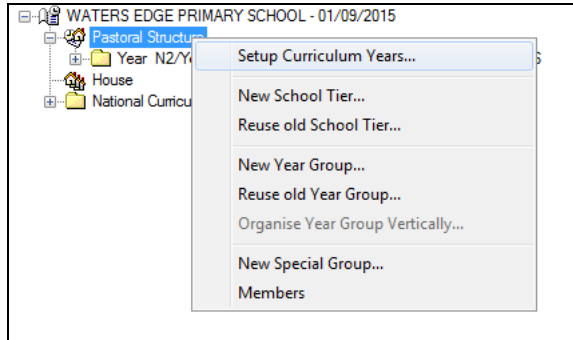 WATERS EDGE PRIMARY SCHOOL - 01/09/2015
Pastoral Structure
Year N2/Y
Setup Curriculum Years...
House
National Curricu
New School Tier...
Reuse old School Tier...
New Year Group...
Reuse old Year Group...
Organise Year Group Vertically...
New Special Group...
Members